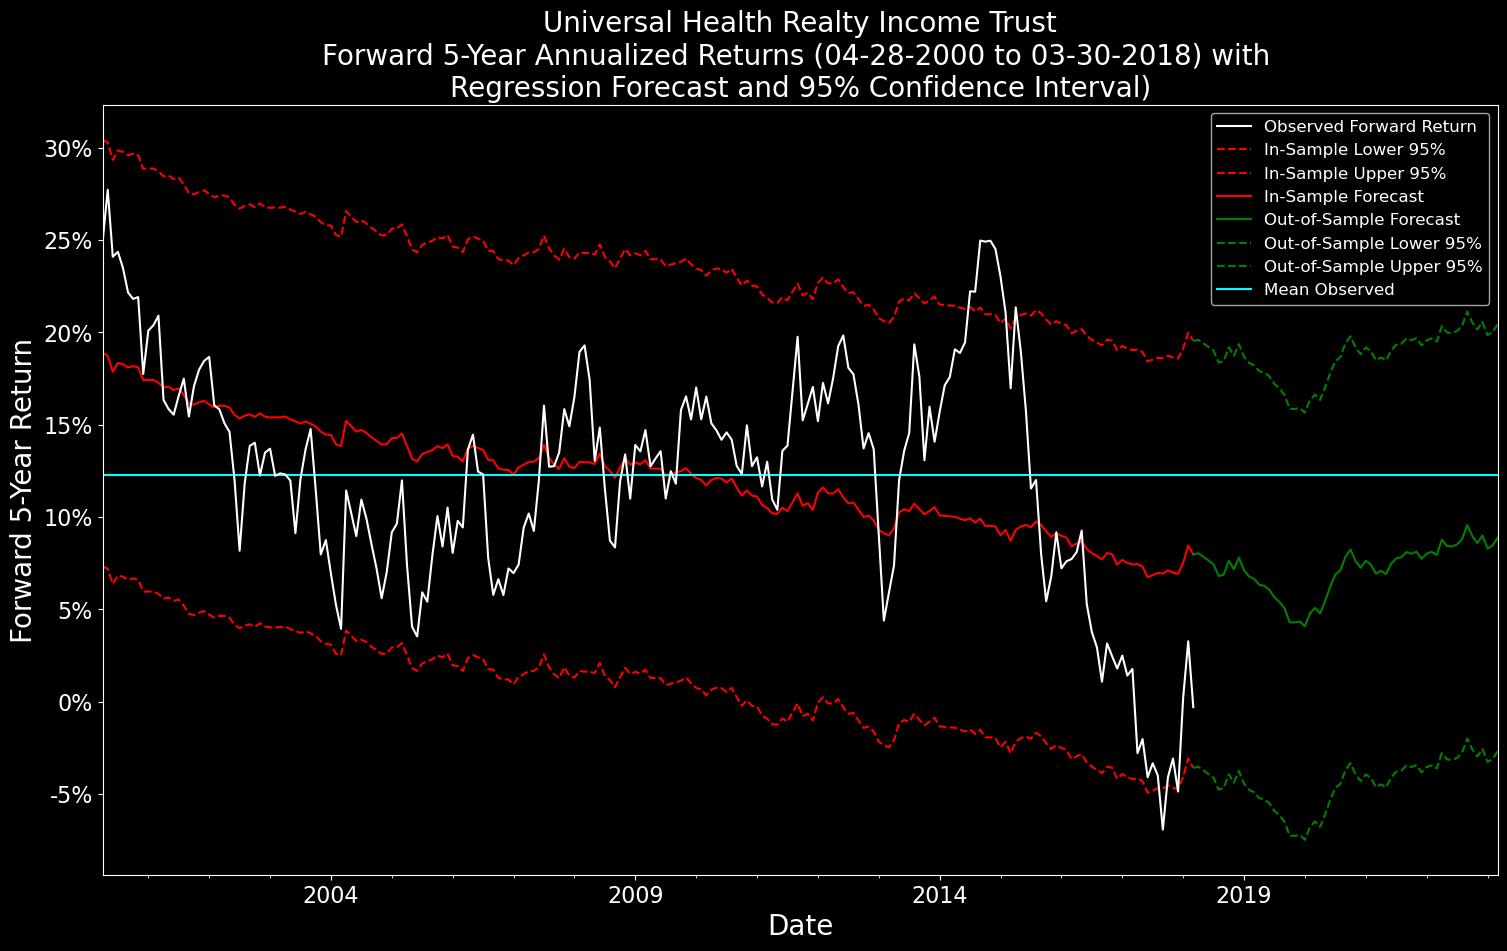 Universal Health Realty Income Trust
Forward 5-Year Annualized Returns (04-28-2000 to 03-30-2018) with
Regression Forecast and 95% Confidence Interval)
Observed Forward Return
In-Sample Lower 95%
In-Sample Upper 95%
In-Sample Forecast
Out-of-Sample Forecast
Out-of-Sample Lower 95%
Out-of-Sample Upper 95%
Mean Observed
Forward 5-Year Return
30%
25%
20%
15%
10%
5%
0%
-5%
2004
2009
2014
2019
Date